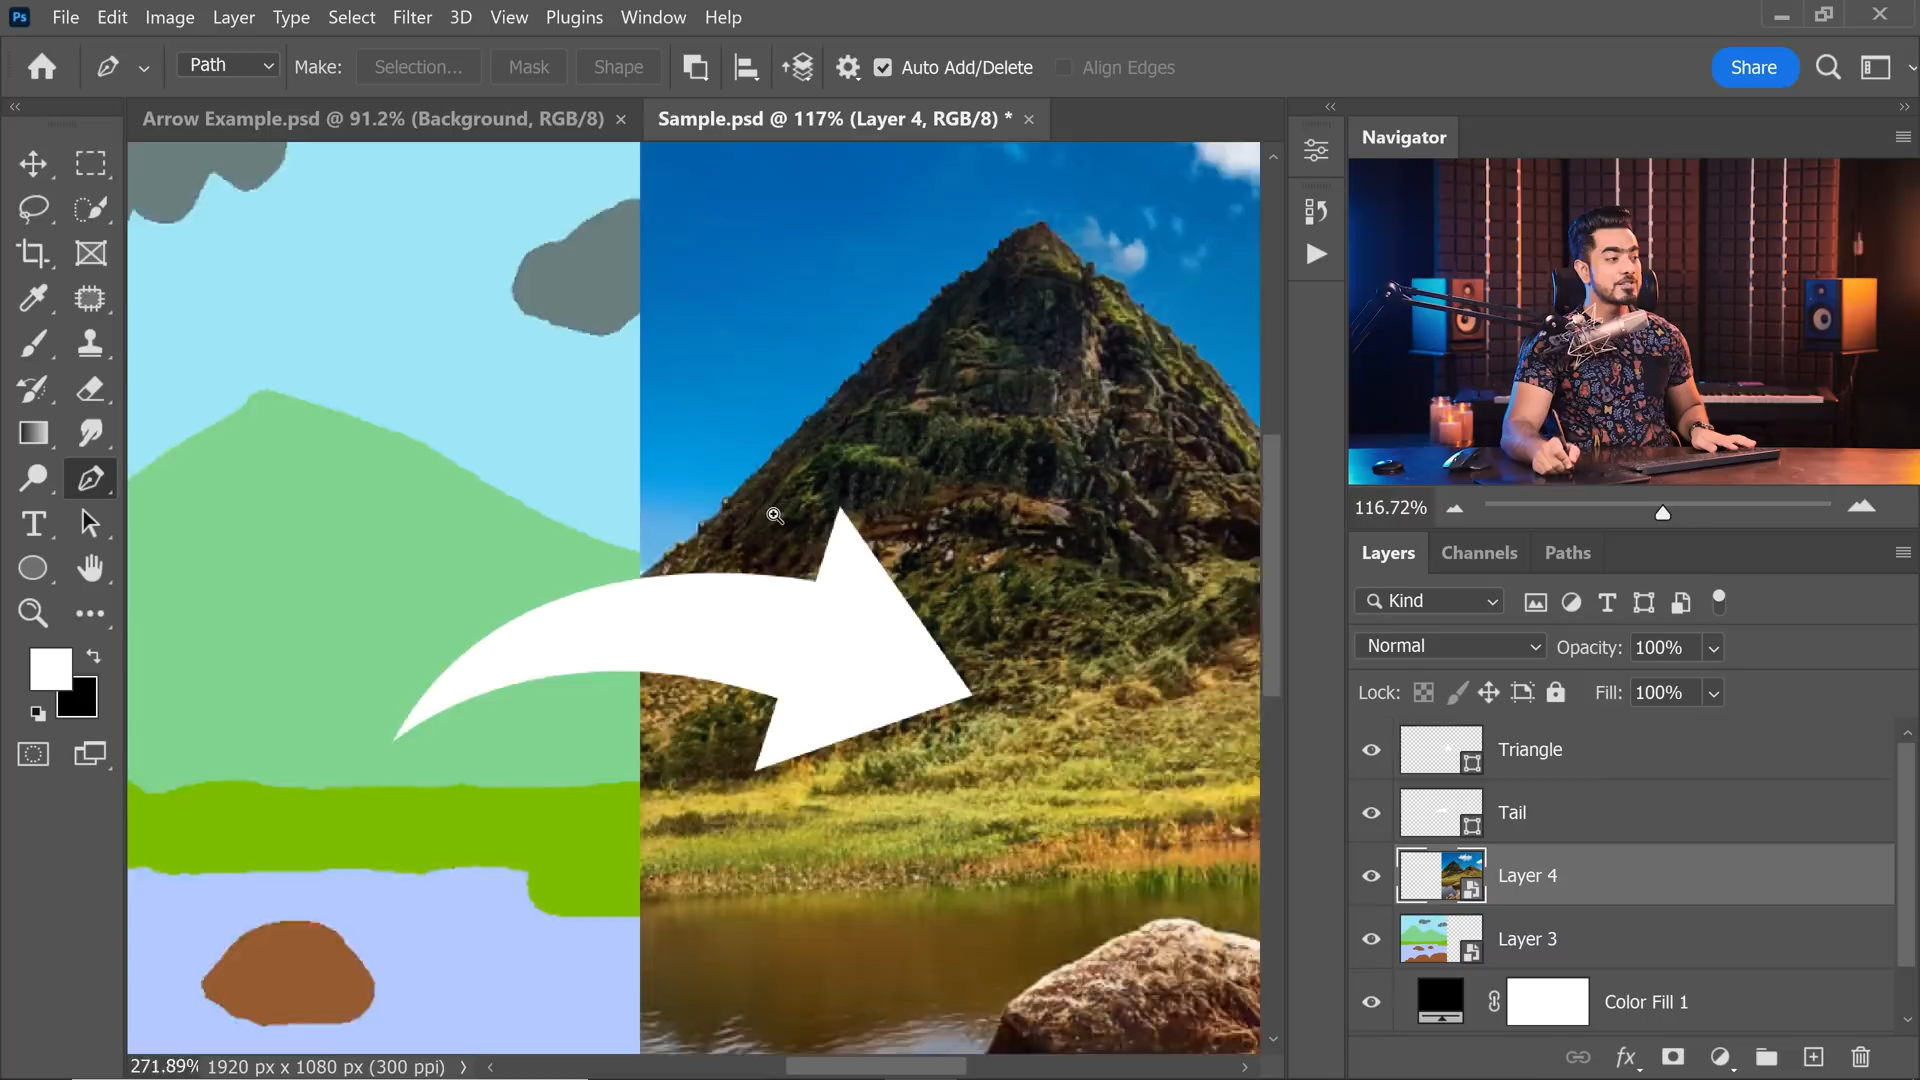 Ps File Edit Image Layer Type Select Filter 3D View Plugins Window Help
Path Make: Selection... Mask Shape Auto Add/Delete Align Edges Share
Arrow Example.psd @ 91.2% (Background, RGB/8) × Sample.psd @ 117% (Layer 4, RGB/8) * ×
Navigator
116.72%
Layers Channels Paths
Kind
Normal Opacity: 100%
Lock: Fill: 100%
Triangle
Tail
Layer 4
Layer 3
Color Fill 1
fx
271.89% 1920 px x 1080 px (300 ppi)